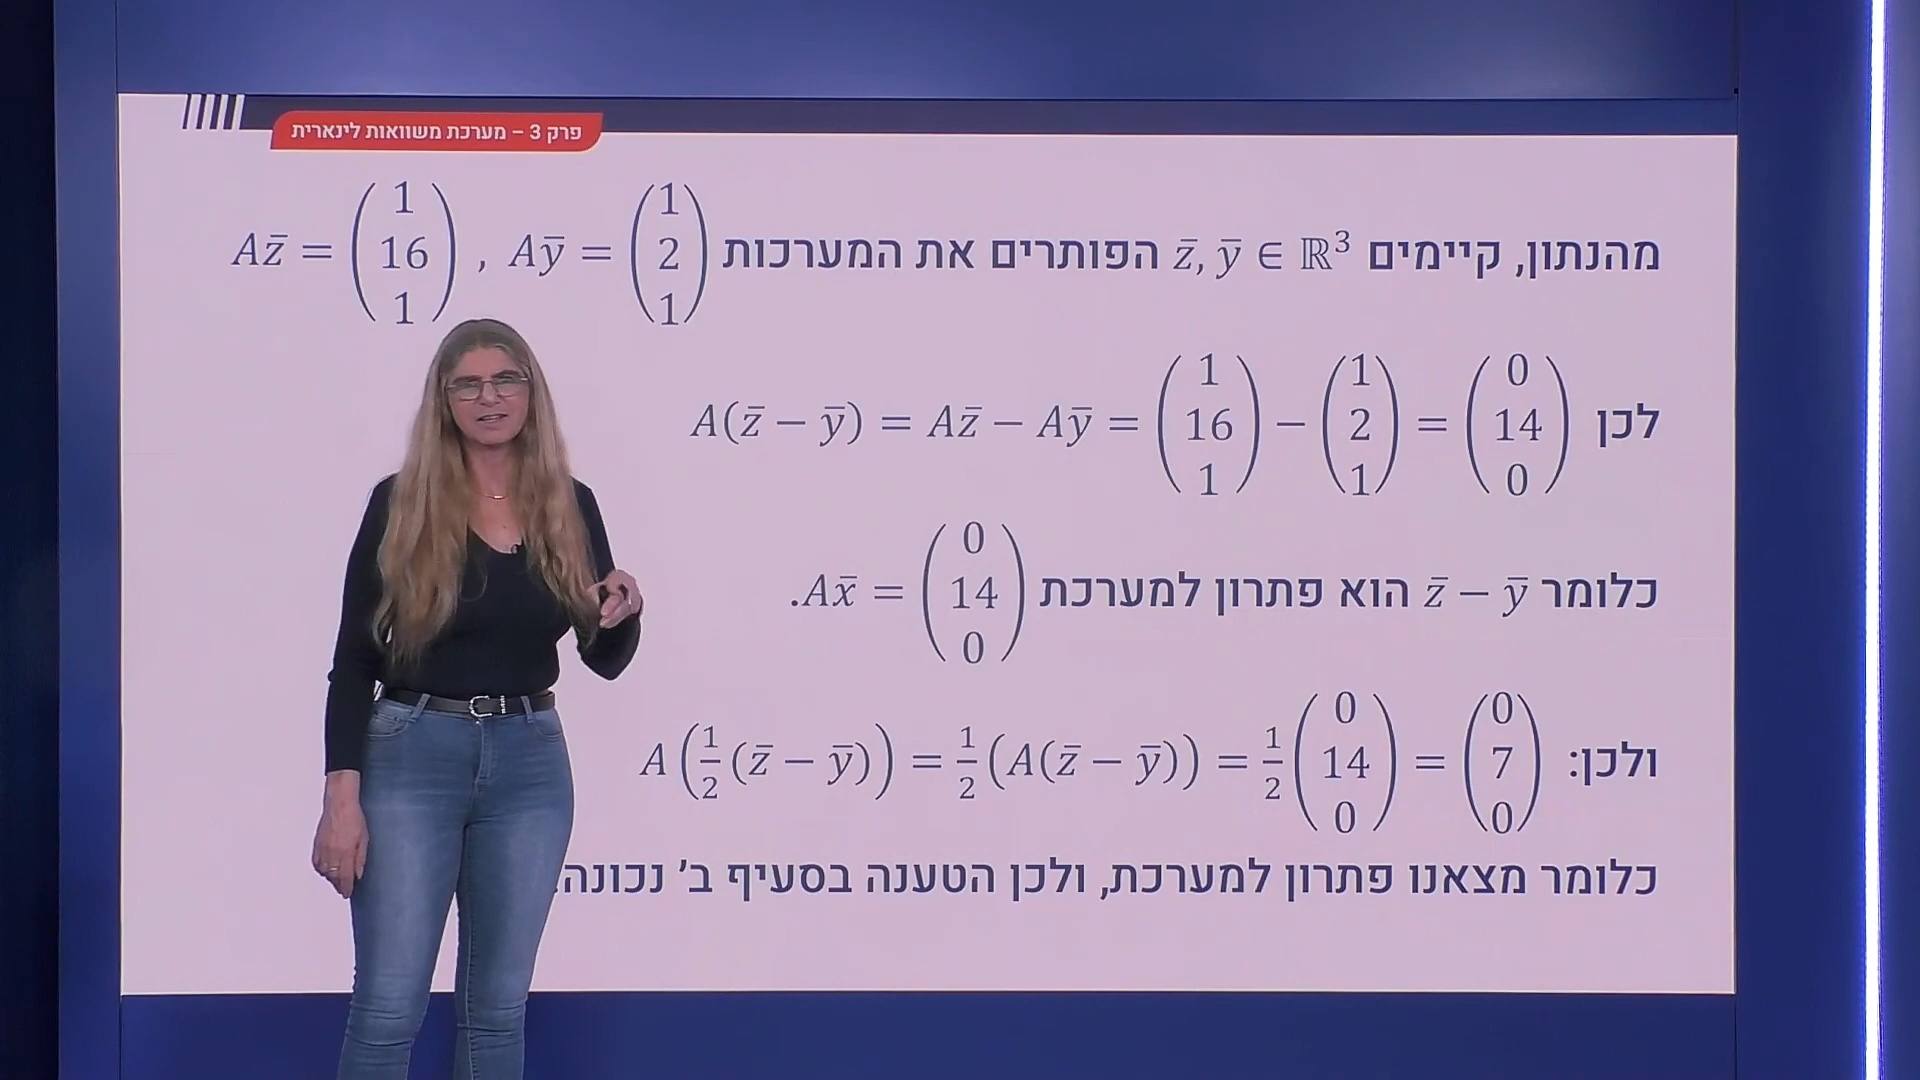 פרק 3 – מערכת משוואות לינארית
מהנתון, קיימים z̄, ȳ ∈ ℝ³ הפותרים את המערכות Az̄ = (1 16 1) , Aȳ = (1 2 1)
לכן A(z̄ − ȳ) = Az̄ − Aȳ = (1 16 1) − (1 2 1) = (0 14 0)
כלומר z̄ − ȳ הוא פתרון למערכת Ax̄ = (0 14 0).
ולכן: A(1/2 (z̄ − ȳ)) = 1/2 (A(z̄ − ȳ)) = 1/2 (0 14 0) = (0 7 0)
כלומר מצאנו פתרון למערכת, ולכן הטענה בסעיף ב׳ נכונה.